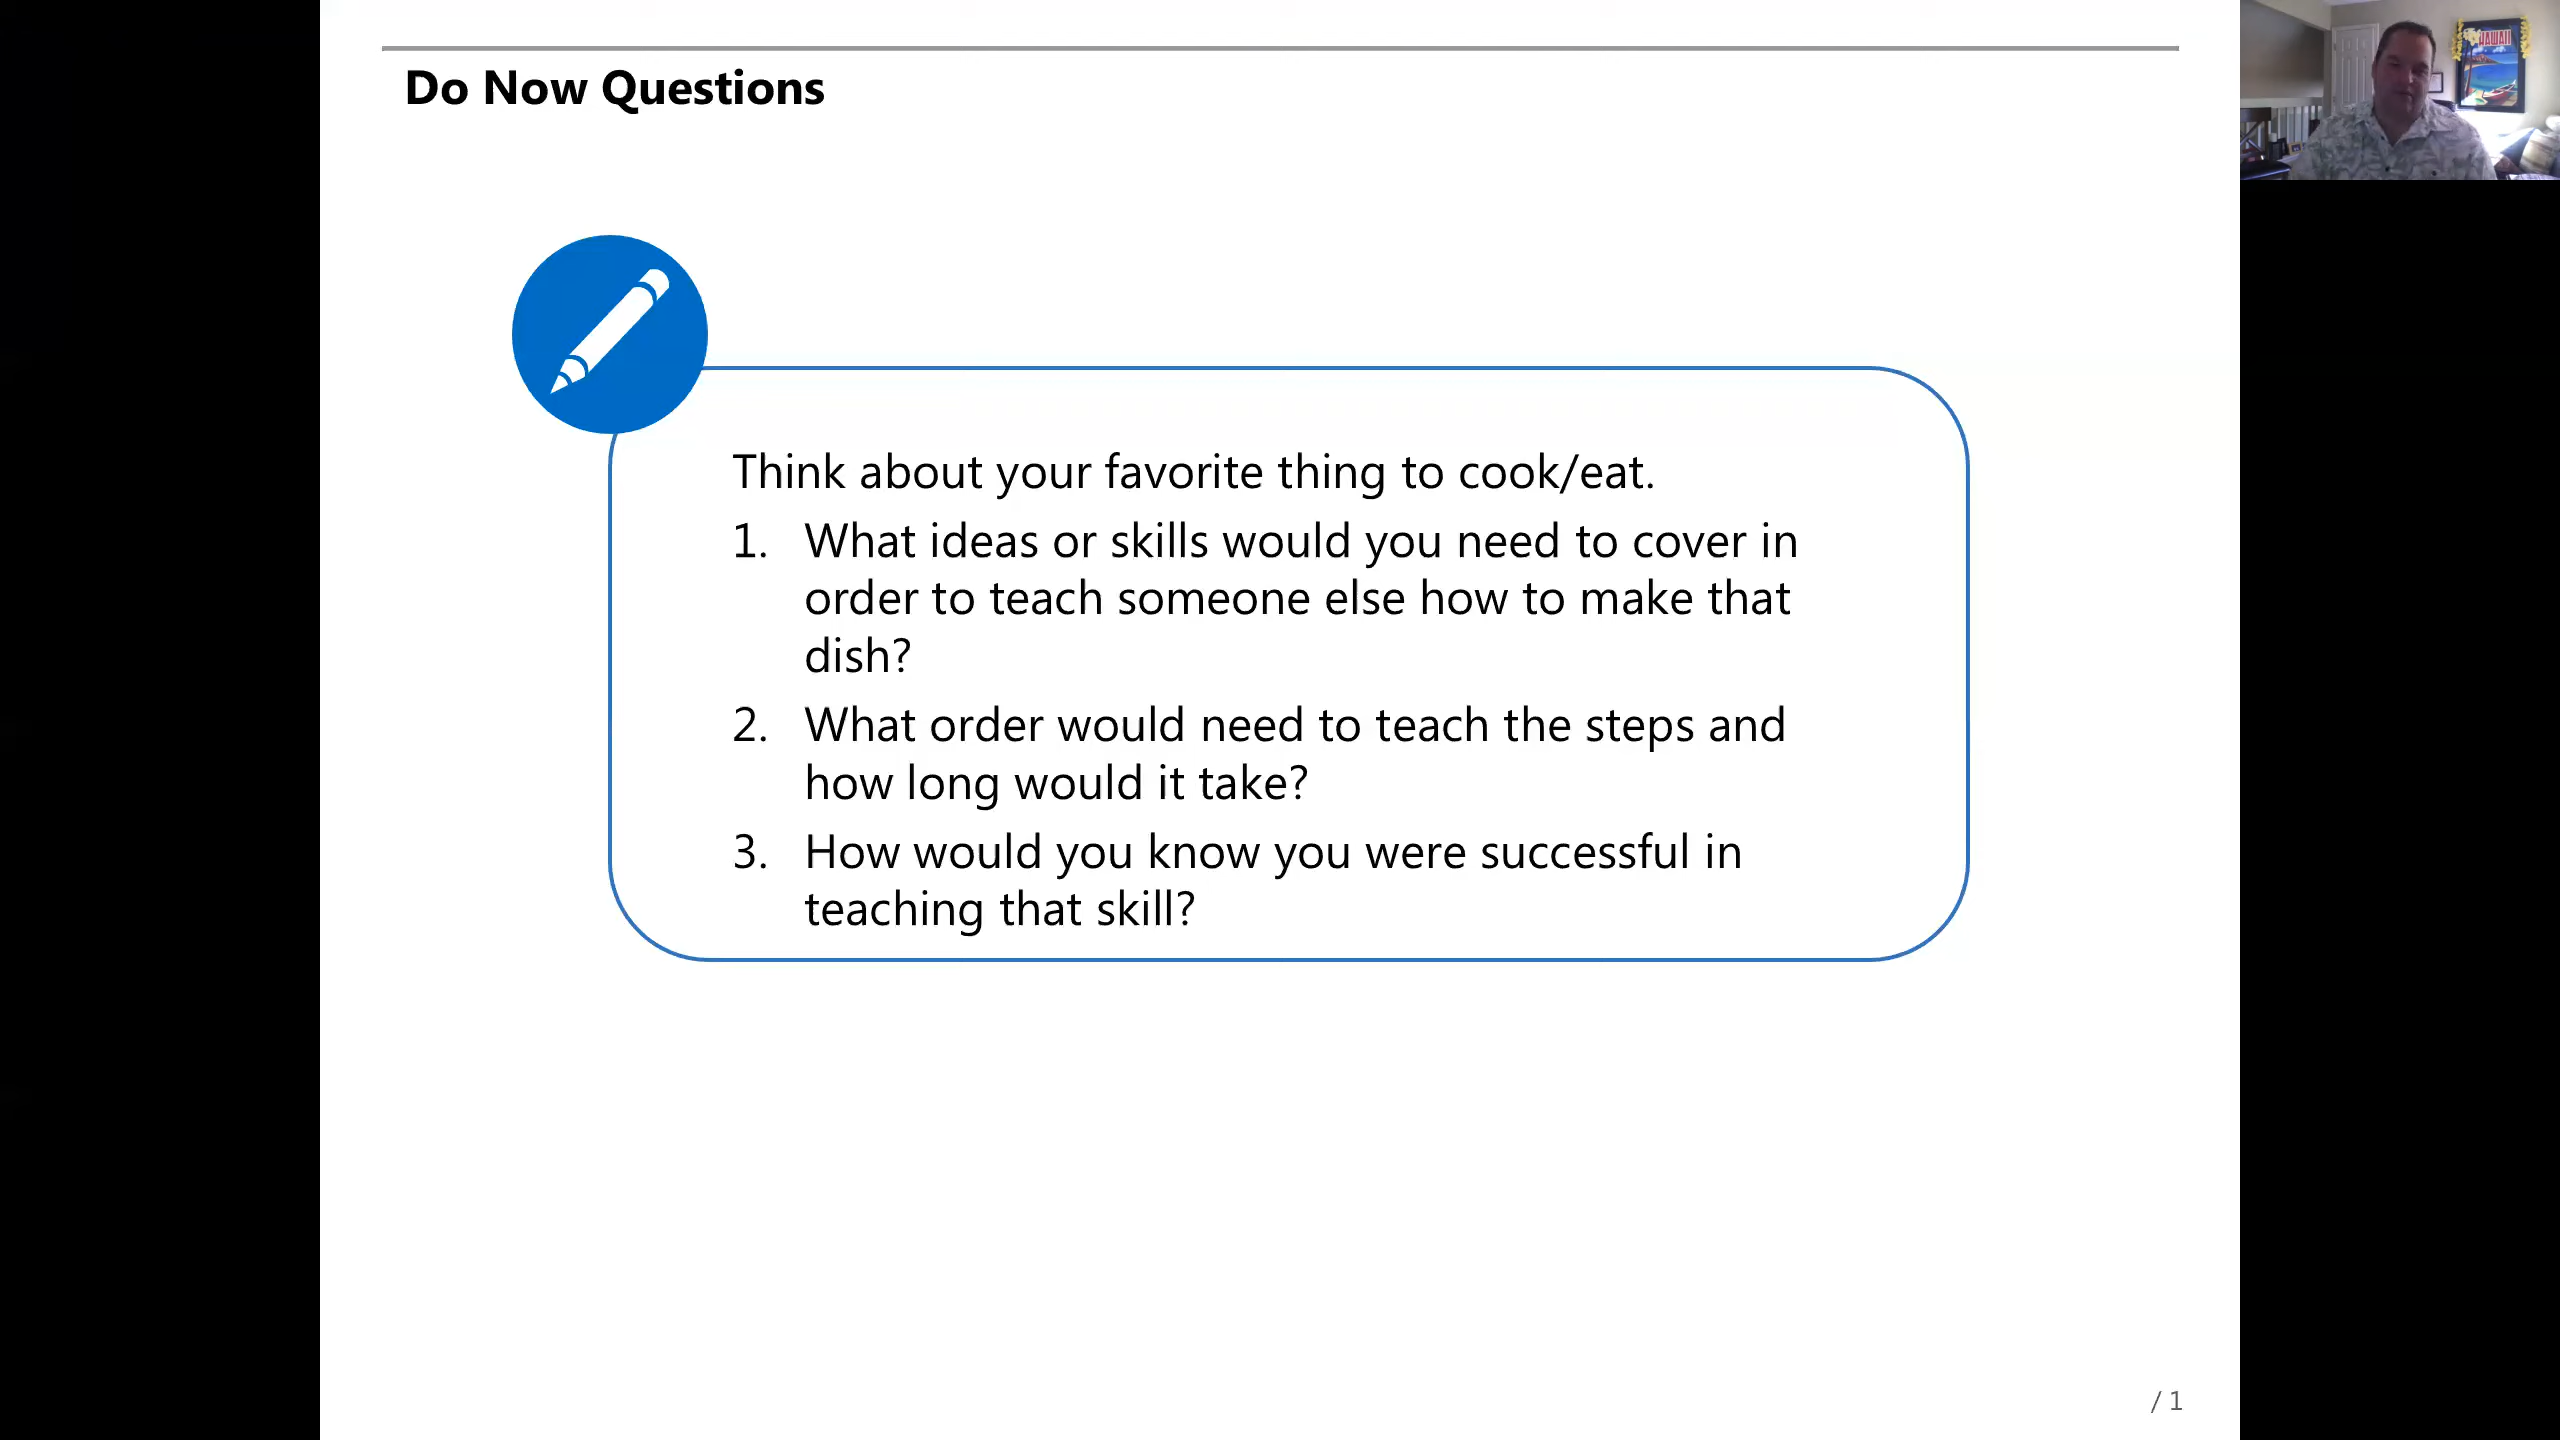 Do Now Questions
HAWAII
Think about your favorite thing to cook/eat.
1. What ideas or skills would you need to cover in
order to teach someone else how to make that
dish?
2. What order would need to teach the steps and
how long would it take?
3. How would you know you were successful in
teaching that skill?
/ 1